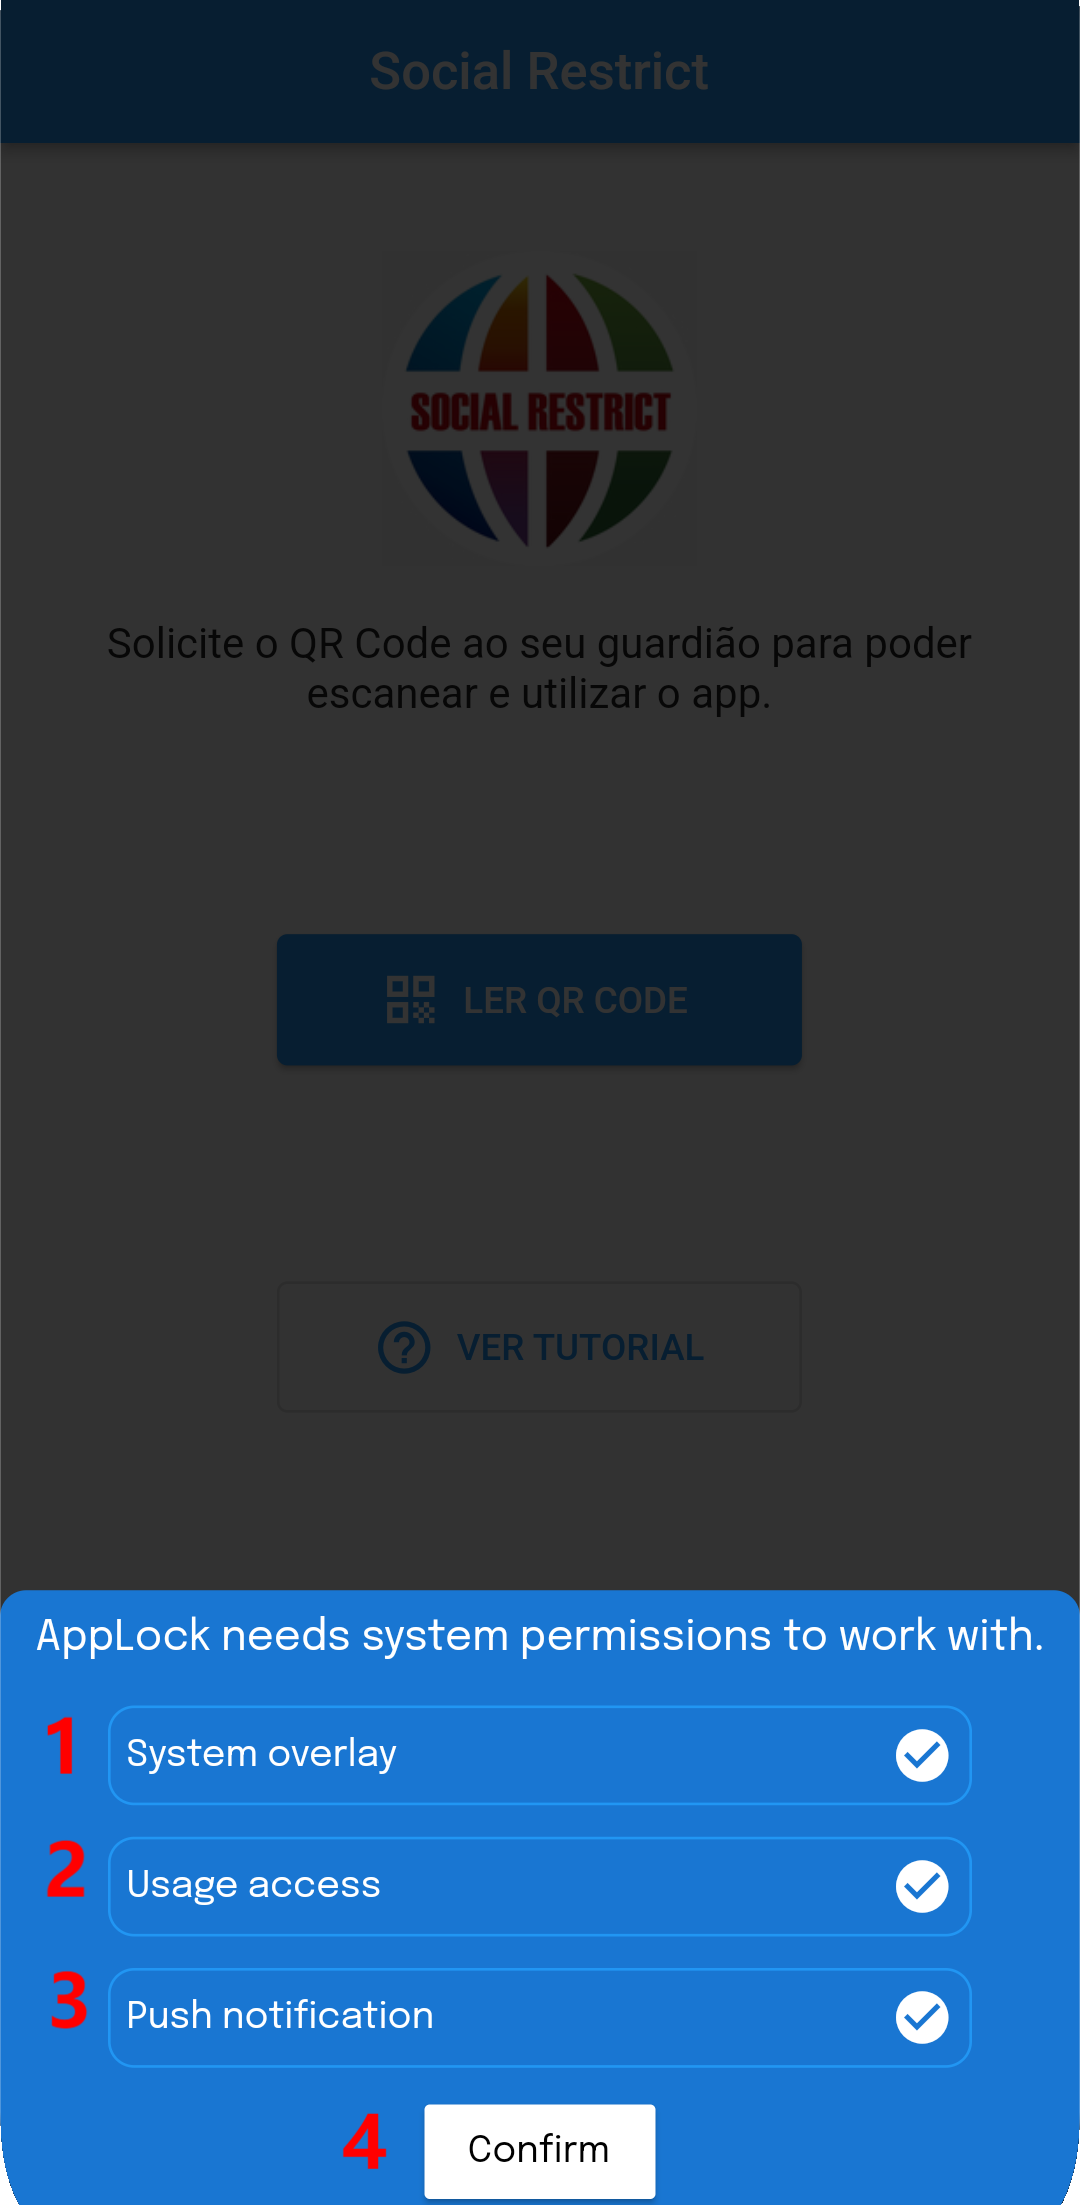 Social Restrict
SOCIAL RESTRICT
Solicite o QR Code ao seu guardião para poder
escanear e utilizar o app.
LER QR CODE
VER TUTORIAL
AppLock needs system permissions to work with.
1 System overlay
2 Usage access
3 Push notification
4 Confirm